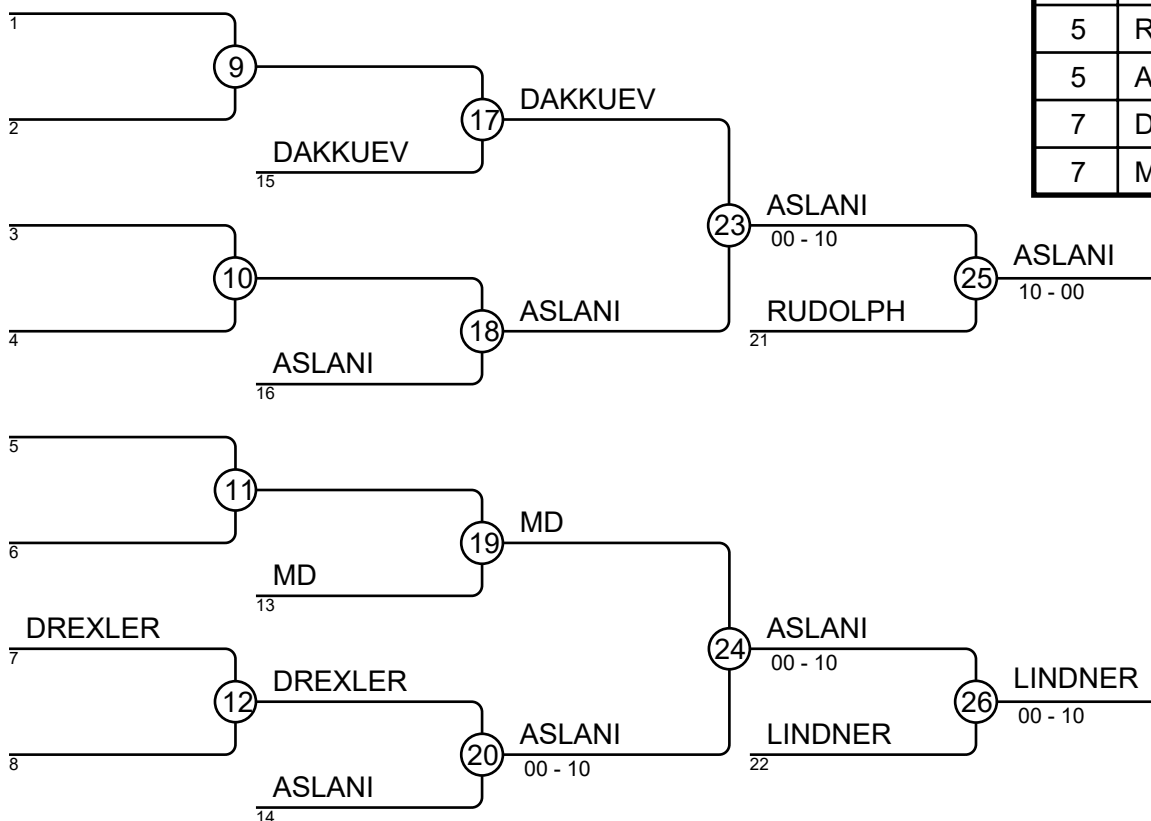 1
9
2
17
DAKKUEV
DAKKUEV
15
3
10
4
18
ASLANI
ASLANI
16
23
ASLANI
00 - 10
RUDOLPH
21
25
ASLANI
10 - 00
5
11
6
19
MD
MD
13
DREXLER
7
12
DREXLER
8
20
ASLANI
00 - 10
ASLANI
14
24
ASLANI
00 - 10
LINDNER
22
26
LINDNER
00 - 10
5 R
5 A
7 D
7 M